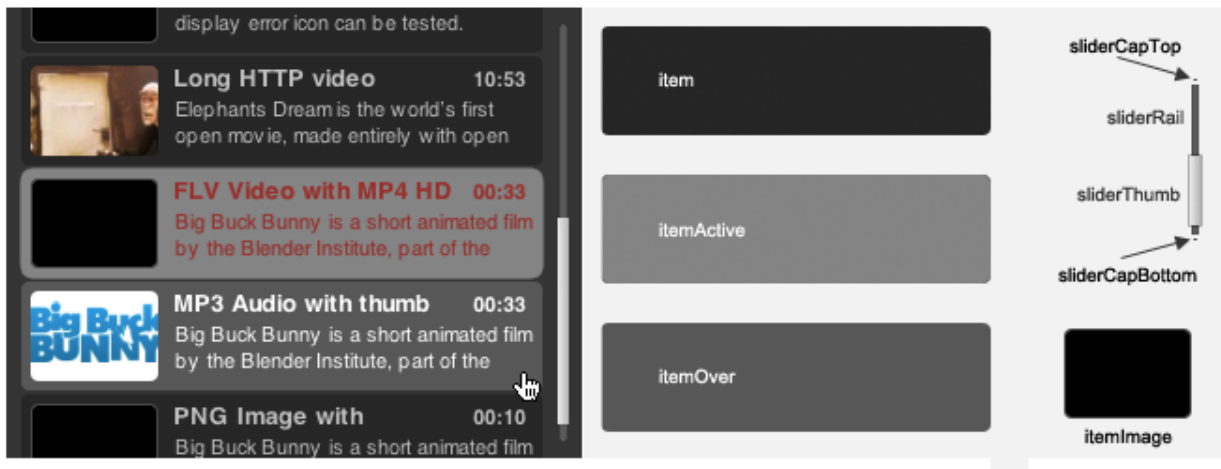 display error icon can be tested.
Long HTTP video 10:53
Elephants Dream is the world's first
open movie, made entirely with open
FLV Video with MP4 HD 00:33
Big Buck Bunny is a short animated film
by the Blender Institute, part of the
Big Buck
BUNNY
MP3 Audio with thumb 00:33
Big Buck Bunny is a short animated film
by the Blender Institute, part of the
PNG Image with 00:10
Big Buck Bunny is a short animated film
item
itemActive
itemOver
sliderCapTop
sliderRail
sliderThumb
sliderCapBottom
itemImage